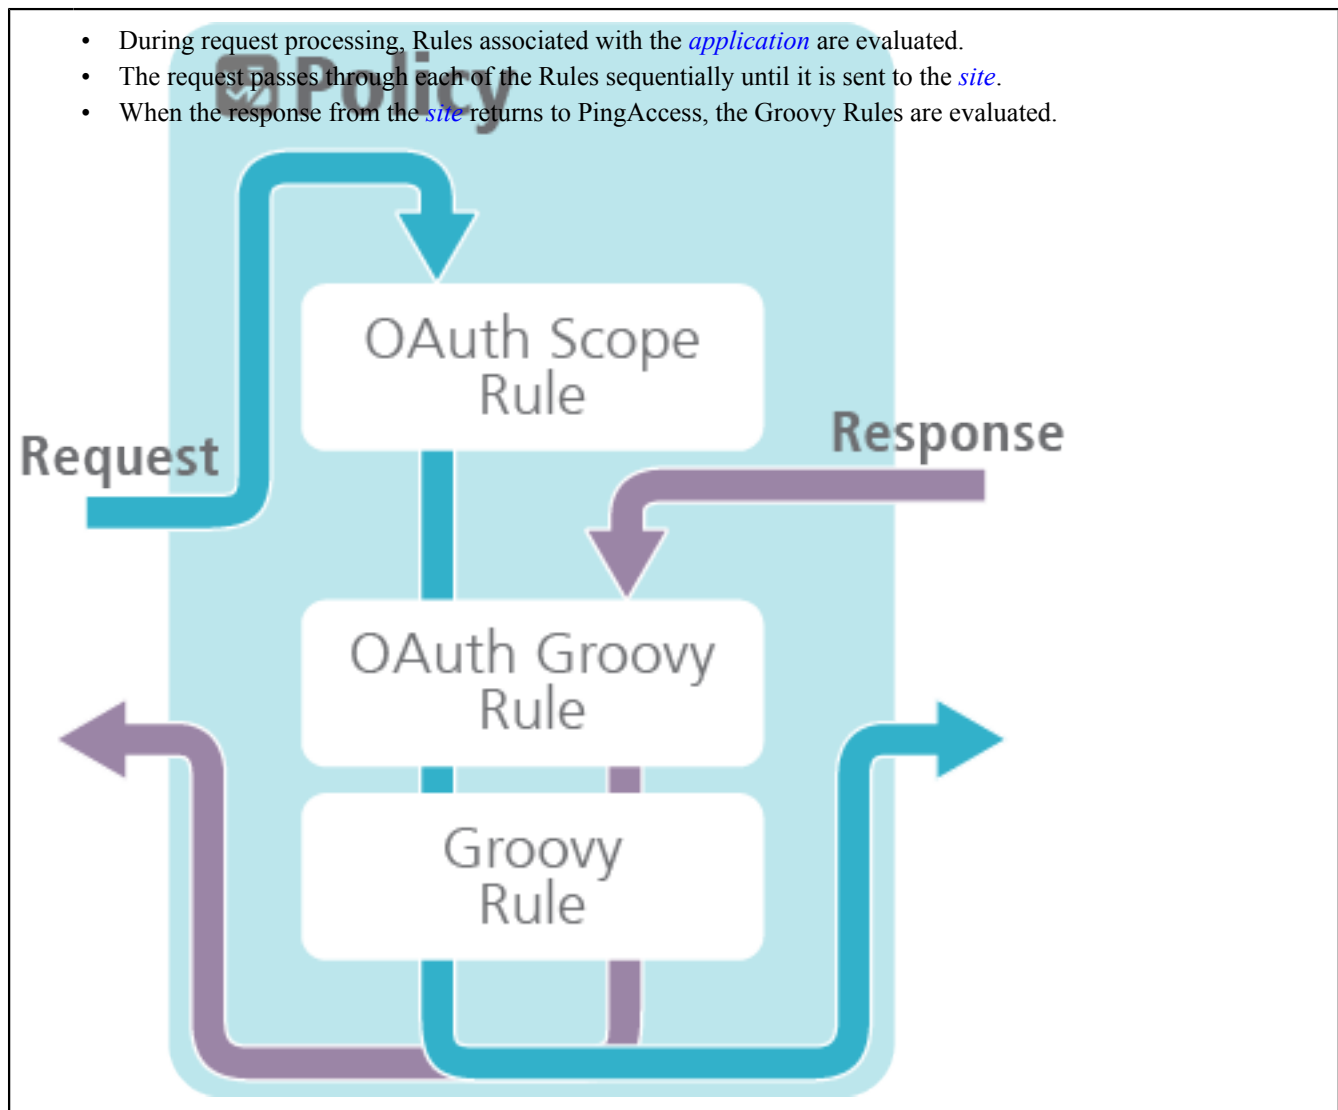 • During request processing, Rules associated with the application are evaluated.
• The request passes through each of the Rules sequentially until it is sent to the site.
• When the response from the site returns to PingAccess, the Groovy Rules are evaluated.
Policy
OAuth Scope
Rule
Request
Response
OAuth Groovy
Rule
Groovy
Rule